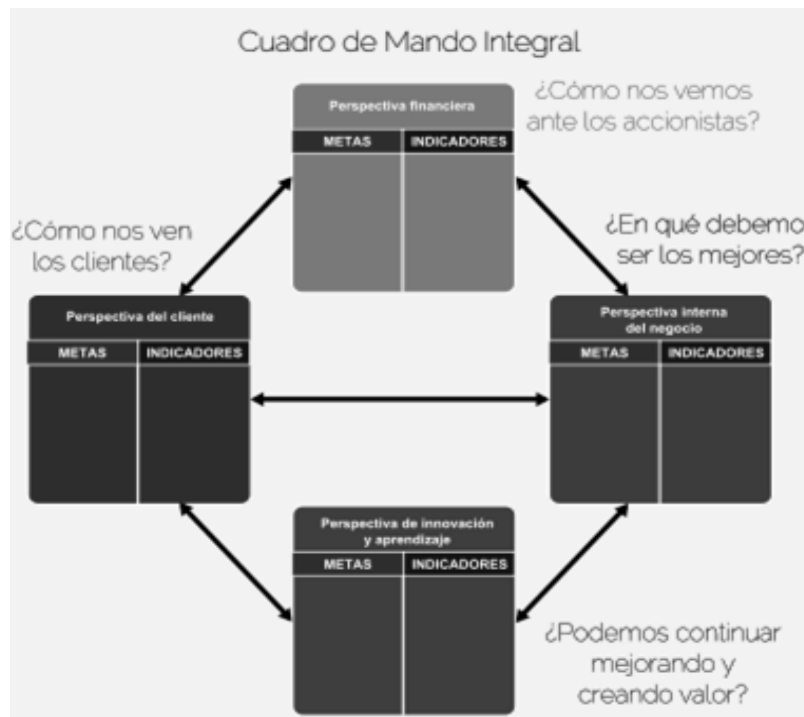 Cuadro de Mando Integral
Perspectiva financiera
METAS INDICADORES
¿Cómo nos vemos
ante los accionistas?
¿Cómo nos ven
los clientes?
¿En qué debemo
ser los mejores?
Perspectiva del cliente
METAS INDICADORES
Perspectiva interna
del negocio
METAS INDICADORES
Perspectiva de innovación
y aprendizaje
METAS INDICADORES
¿Podemos continuar
mejorando y
creando valor?